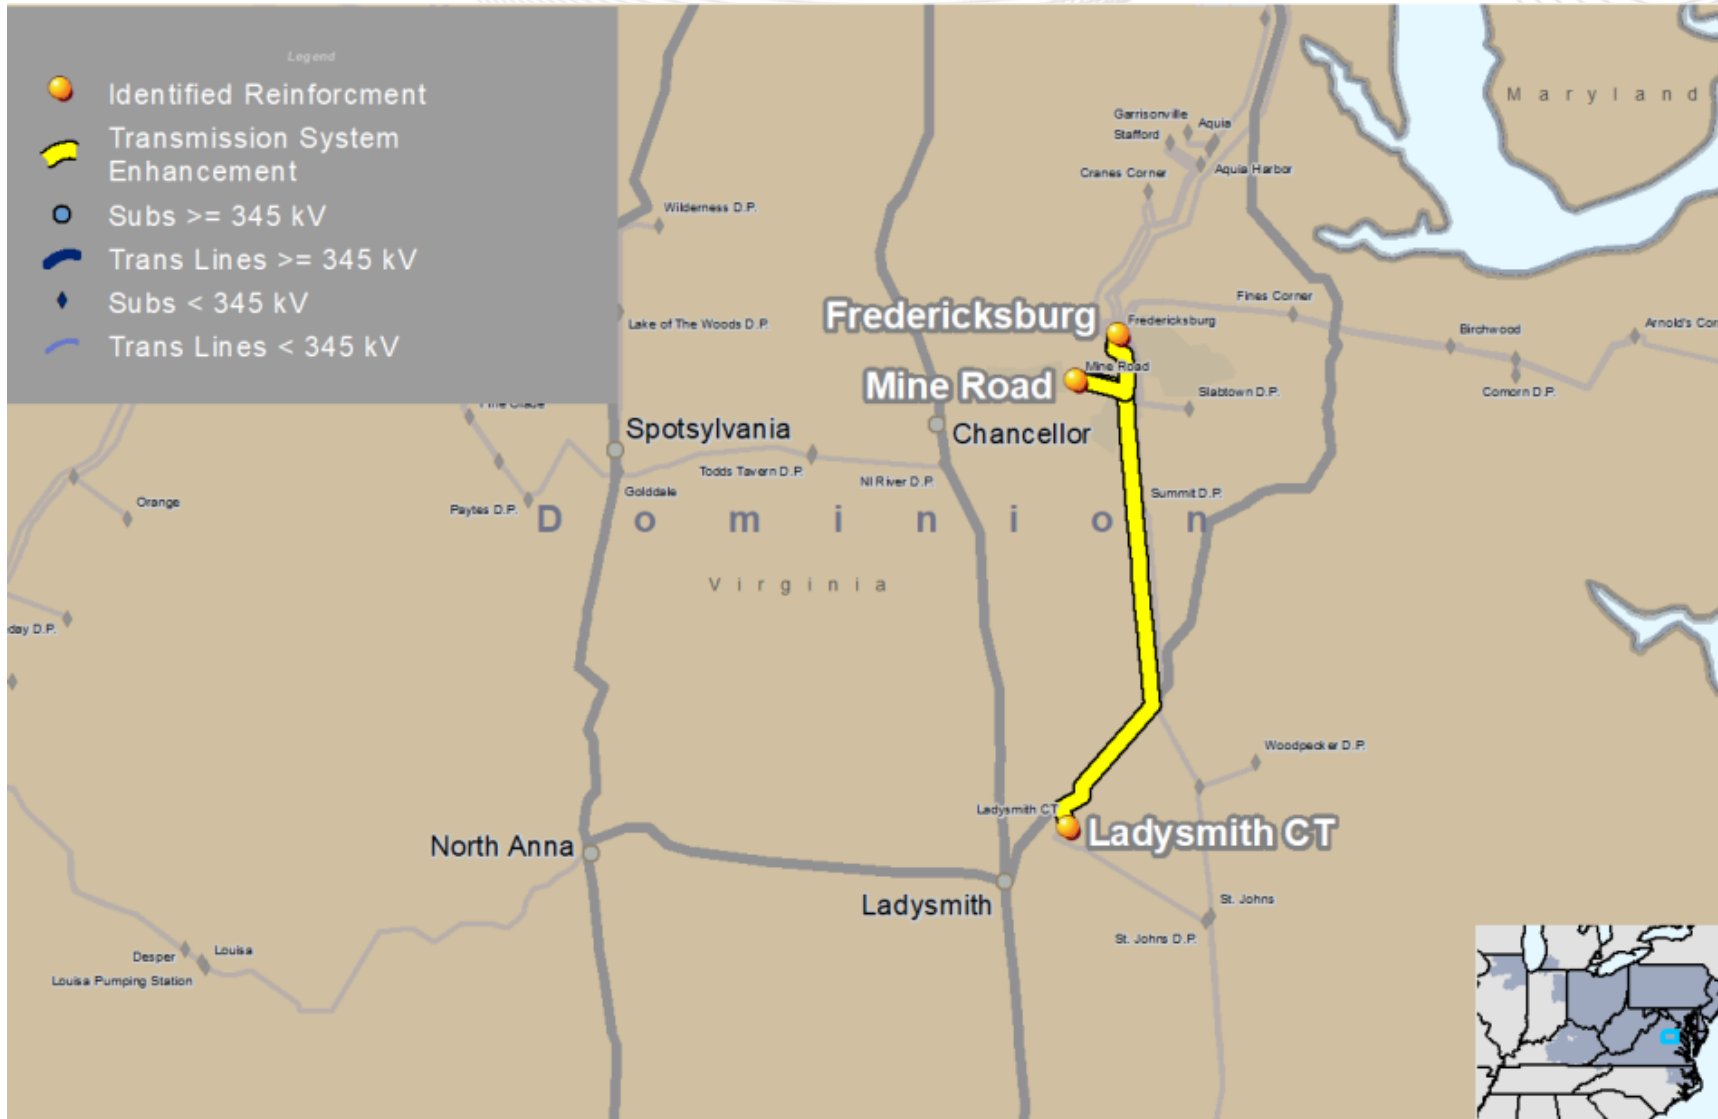 Legend
Identified Reinforcment
Transmission System
Enhancement
Subs >= 345 kV
Trans Lines >= 345 kV
Subs < 345 kV
Trans Lines < 345 kV
Maryland
Garrisonville
Aquia
Stafford
Aquia Harbor
Cranes Corner
Wilderness D.P.
Fines Corner
Fredericksburg
Fredericksburg
Lake of The Woods D.P.
Birchwood
Arnold's Cor
Mine Road
Mine Road
Slabtown D.P.
Comorn D.P.
Spotsylvania
Chancellor
Todds Tavern D.P.
NI River D.P.
Golddale
Summit D.P.
Orange
Paytes D.P.
Dominion
Virginia
day D.P.
Woodpecker D.P.
Ladysmith CT
Ladysmith CT
North Anna
Ladysmith
St. Johns
St. Johns D.P.
Desper
Louisa
Louisa Pumping Station